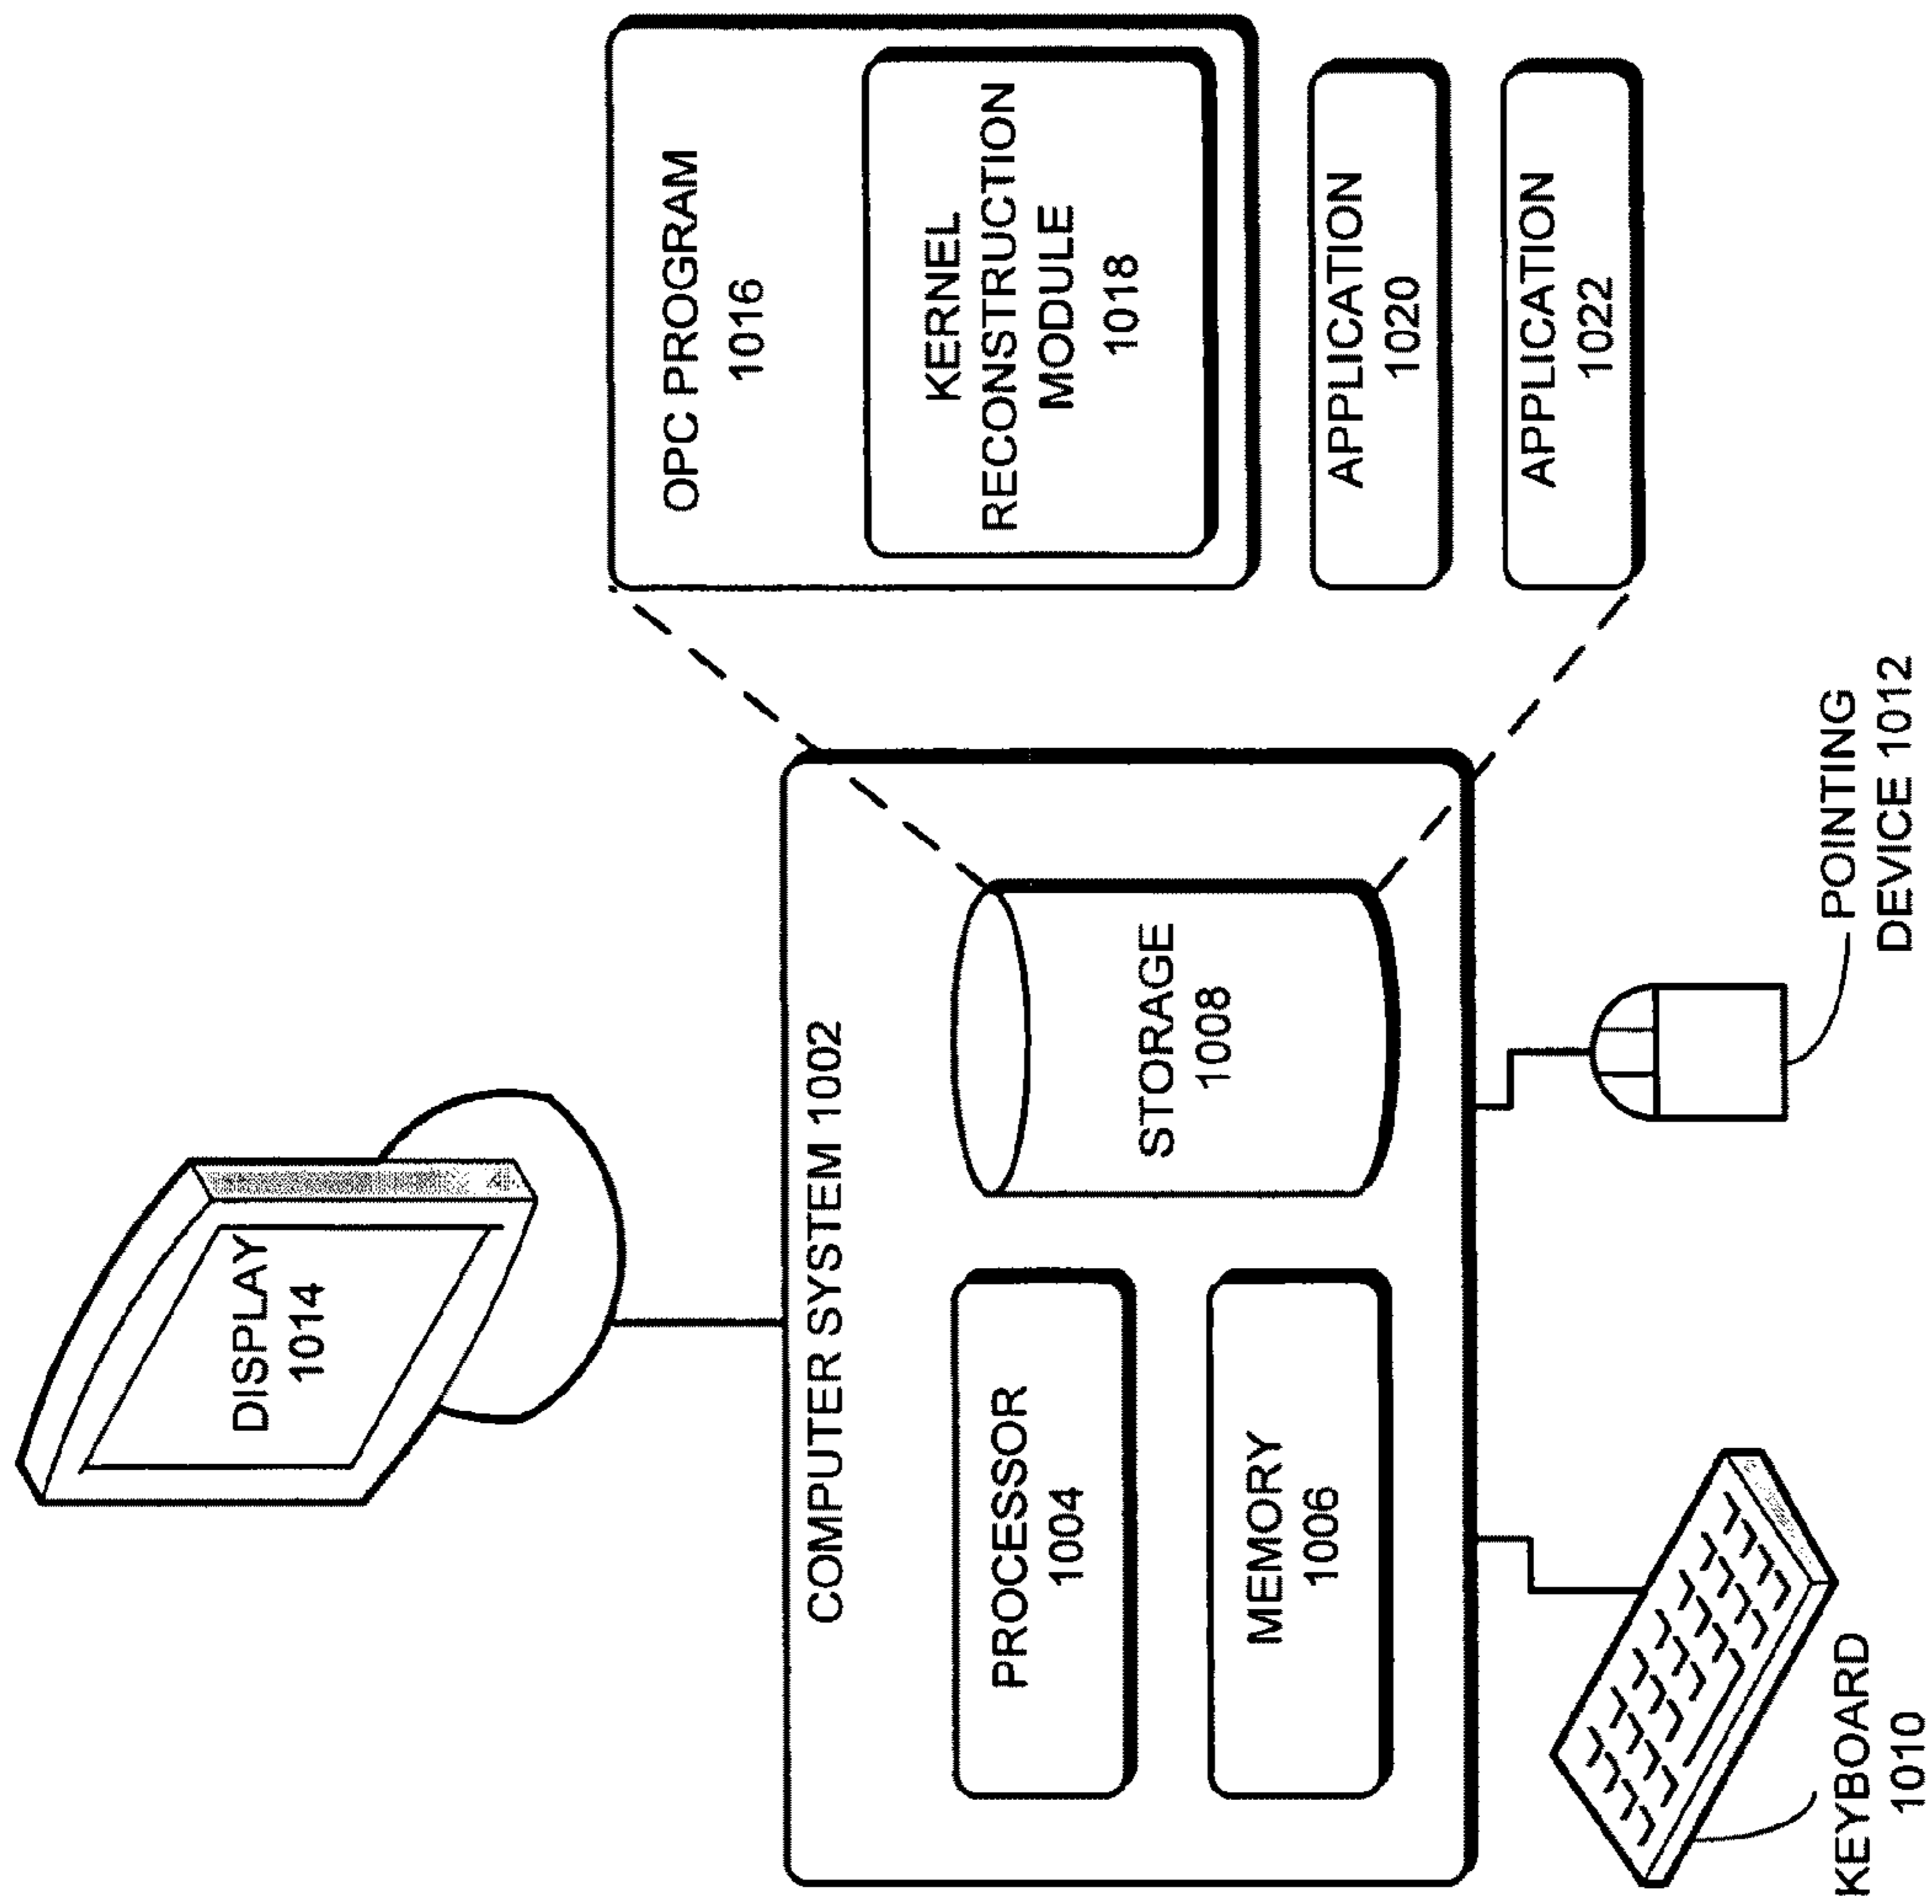 DISPLAY
1014
COMPUTER SYSTEM 1002
PROCESSOR
1004
MEMORY
1006
STORAGE
1008
KEYBOARD
1010
POINTING
DEVICE 1012
OPC PROGRAM
1016
KERNEL
RECONSTRUCTION
MODULE
1018
APPLICATION
1020
APPLICATION
1022